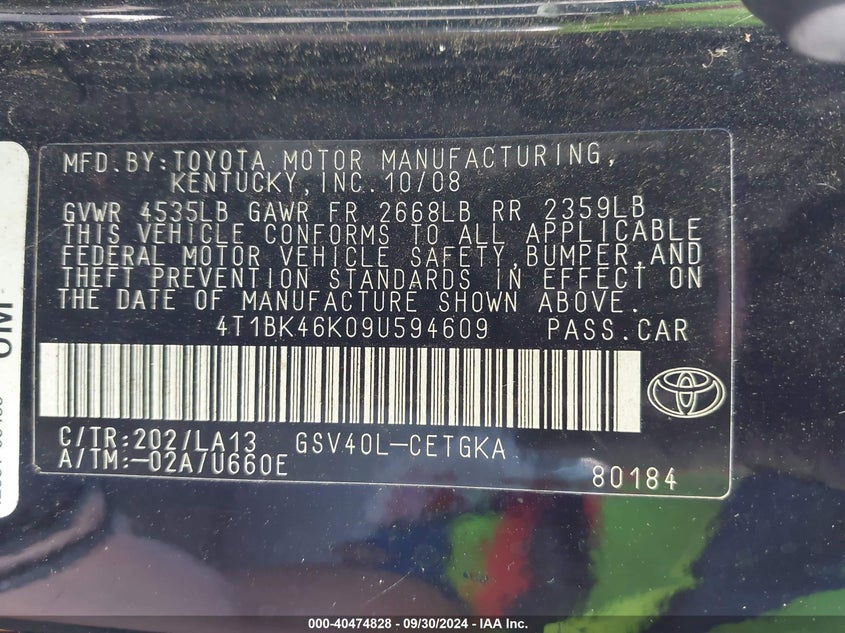 MFD.BY:TOYOTA MOTOR MANUFACTURING,
KENTUCKY,INC.10/08
GVWR 4535LB GAWR FR 2668LB RR 2359LB
THIS VEHICLE CONFORMS TO ALL APPLICABLE
FEDERAL MOTOR VEHICLE SAFETY,BUMPER,AND
THEFT PREVENTION STANDARDS IN EFFECT ON
THE DATE OF MANUFACTURE SHOWN ABOVE.
4T1BK46K09U594609 PASS.CAR
C/TR:202/LA13 GSV40L-CETGKA
A/TM:-02A/U660E 80184
000-40474828 - 09/30/2024 - IAA Inc.